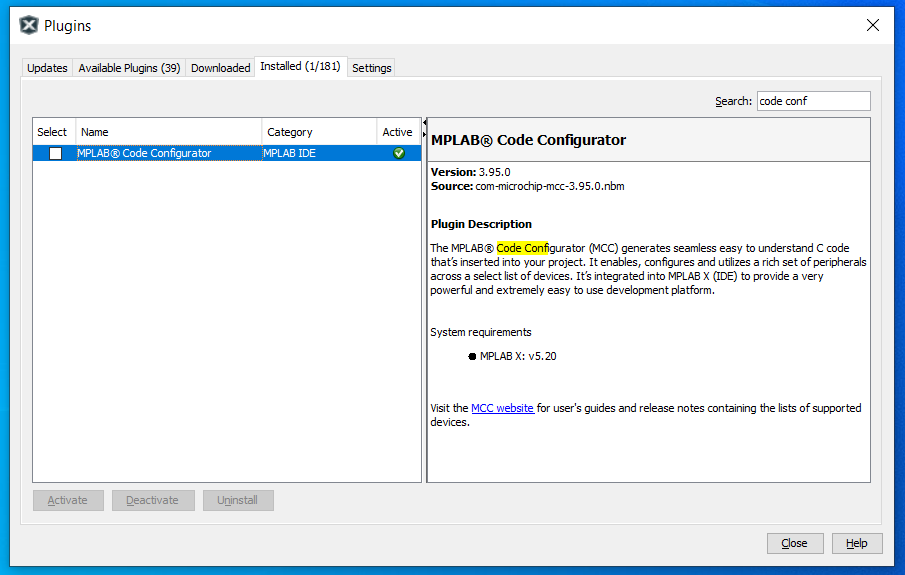 Plugins
Updates
Available Plugins (39)
Downloaded
Installed (1/181)
Settings
Search:
code conf
Select
Name
Category
Active
MPLAB® Code Configurator
MPLAB IDE
MPLAB® Code Configurator
Version: 3.95.0
Source: com-microchip-mcc-3.95.0.nbm
Plugin Description
The MPLAB® Code Configurator (MCC) generates seamless easy to understand C code
that's inserted into your project. It enables, configures and utilizes a rich set of peripherals
across a select list of devices. It's integrated into MPLAB X (IDE) to provide a very
powerful and extremely easy to use development platform.
System requirements
● MPLAB X: v5.20
Visit the MCC website for user's guides and release notes containing the lists of supported
devices.
Activate
Deactivate
Uninstall
Close
Help